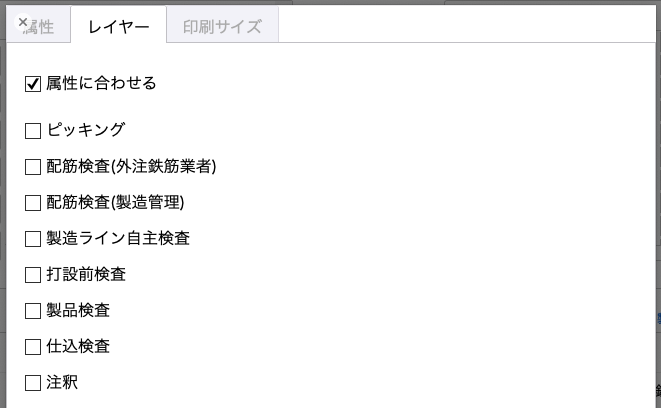 属性 レイヤー 印刷サイズ
属性に合わせる
ピッキング
配筋検査(外注鉄筋業者)
配筋検査(製造管理)
製造ライン自主検査
打設前検査
製品検査
仕込検査
注釈